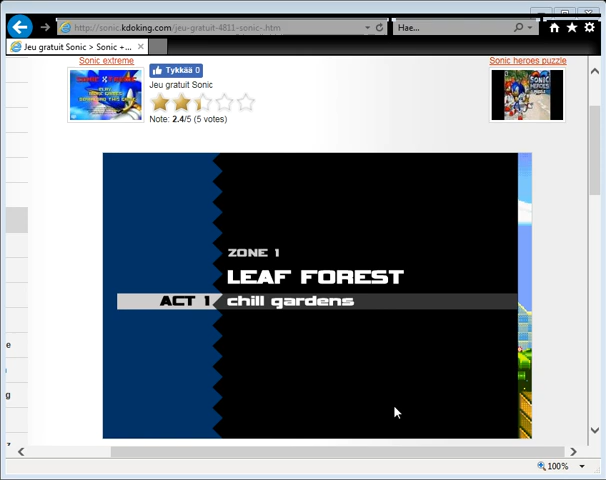 http://sonic.kdoking.com/jeu-gratuit-4811-sonic-.htm
Hae...
Jeu gratuit Sonic > Sonic +...
Sonic extreme
Tykkää 0
Sonic heroes puzzle
Jeu gratuit Sonic
Note: 2.4/5 (5 votes)
ZONE 1
LEAF FOREST
ACT 1
chill gardens
e
g
100%